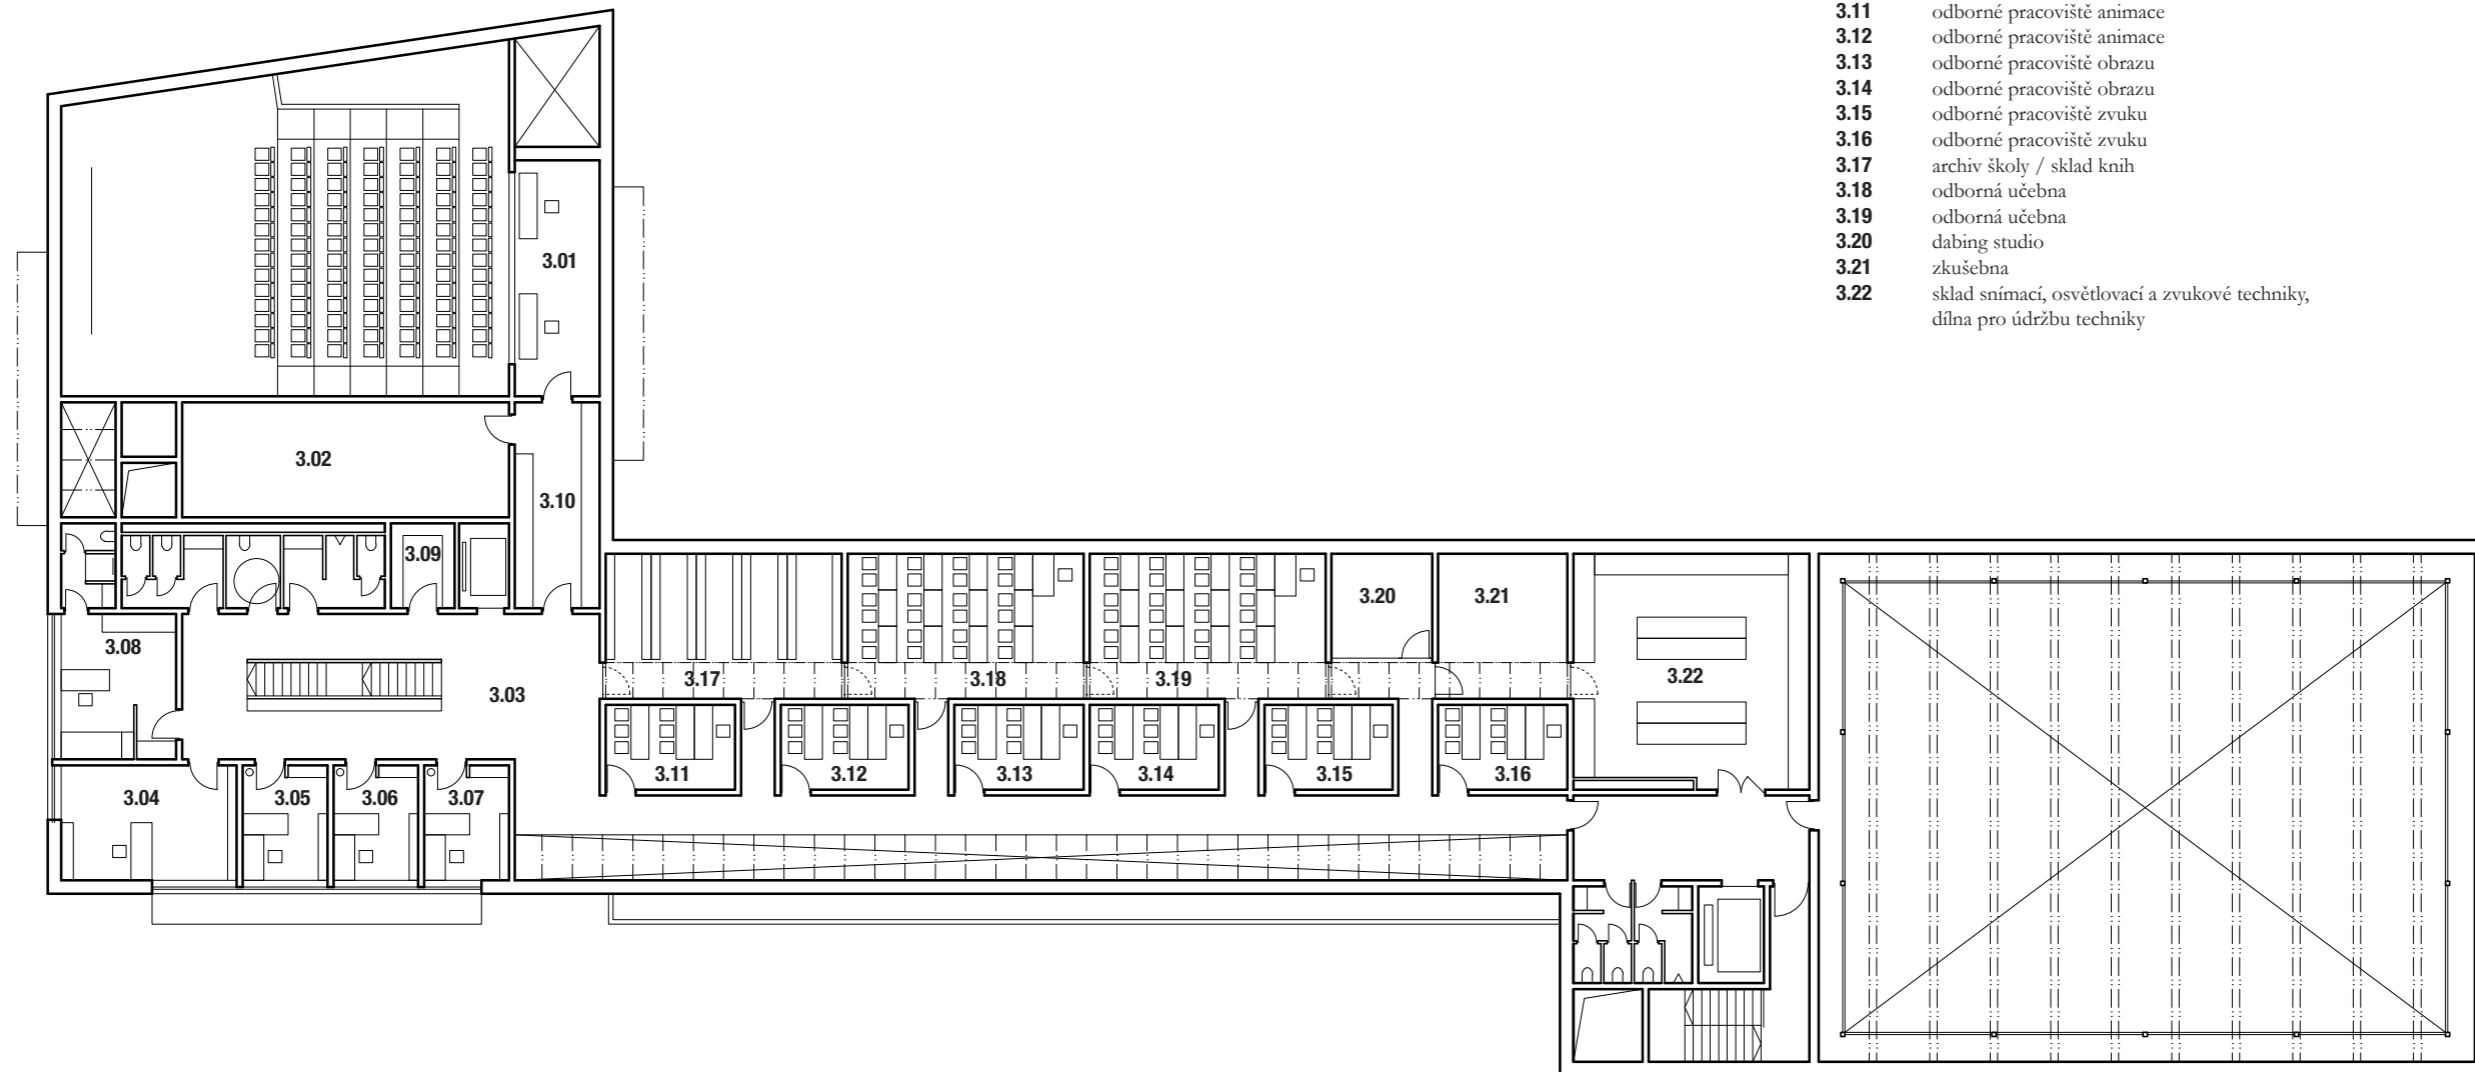 3.11 odborné pracoviště animace
3.12 odborné pracoviště animace
3.13 odborné pracoviště obrazu
3.14 odborné pracoviště obrazu
3.15 odborné pracoviště zvuku
3.16 odborné pracoviště zvuku
3.17 archiv školy / sklad knih
3.18 odborná učebna
3.19 odborná učebna
3.20 dabing studio
3.21 zkušebna
3.22 sklad snímací, osvětlovací a zvukové techniky,
dílna pro údržbu techniky
3.01
3.02
3.10
3.09
3.08
3.03
3.04
3.05
3.06
3.07
3.17
3.18
3.19
3.20
3.21
3.22
3.11
3.12
3.13
3.14
3.15
3.16